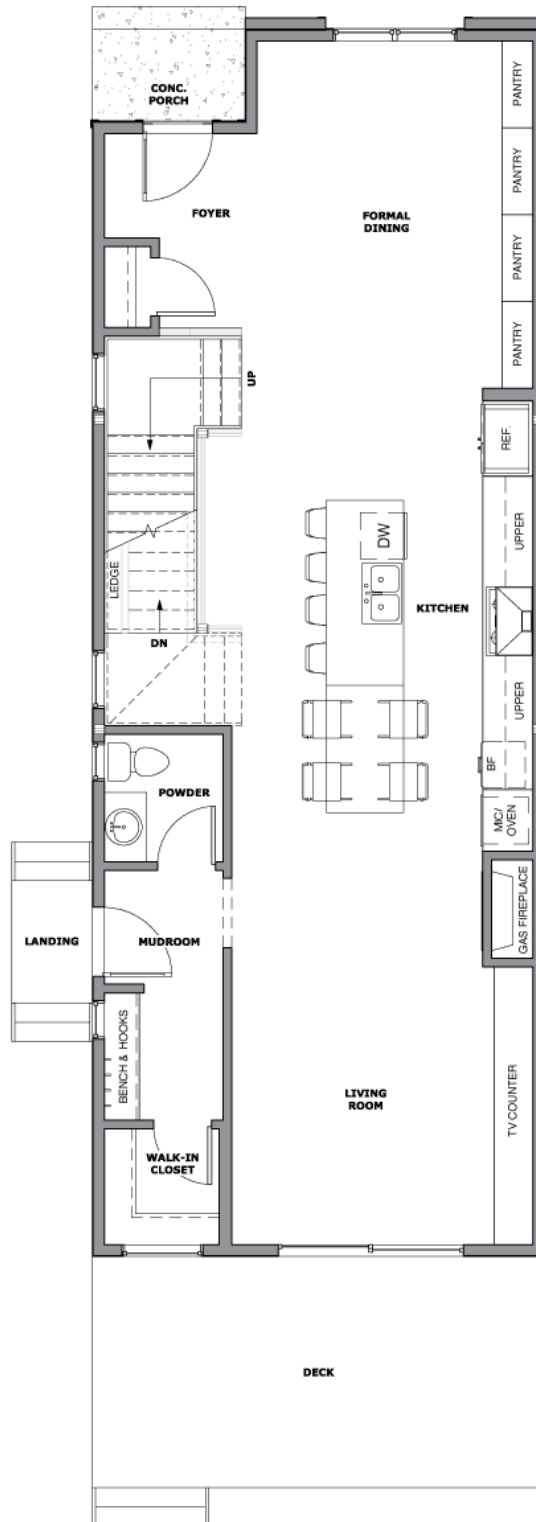 CONC.
PORCH
PANTRY
PANTRY
PANTRY
PANTRY
FOYER
FORMAL
DINING
UP
REF.
UPPER
DW
LEDGE
KITCHEN
DN
UPPER
BF
POWDER
MIC/
OVEN
GAS FIREPLACE
LANDING
MUDROOM
BENCH & HOOKS
LIVING
ROOM
TV COUNTER
WALK-IN
CLOSET
DECK